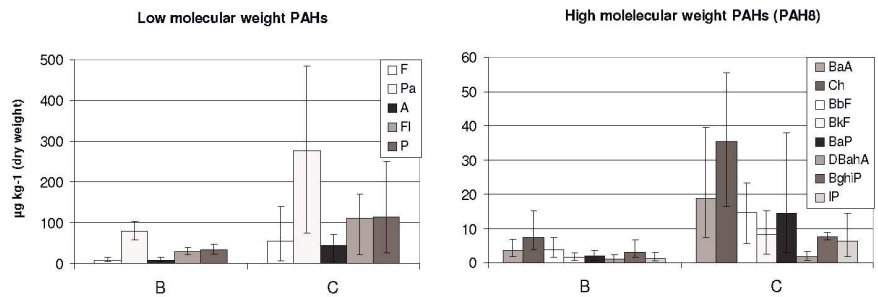 Low molecular weight PAHs
µg kg-1 (dry weight)
500
400
300
200
100
0
B
C
F
Pa
A
Fl
P
High molelecular weight PAHs (PAH8)
60
50
40
30
20
10
0
B
C
BaA
Ch
BbF
BkF
BaP
DBahA
BghiP
IP